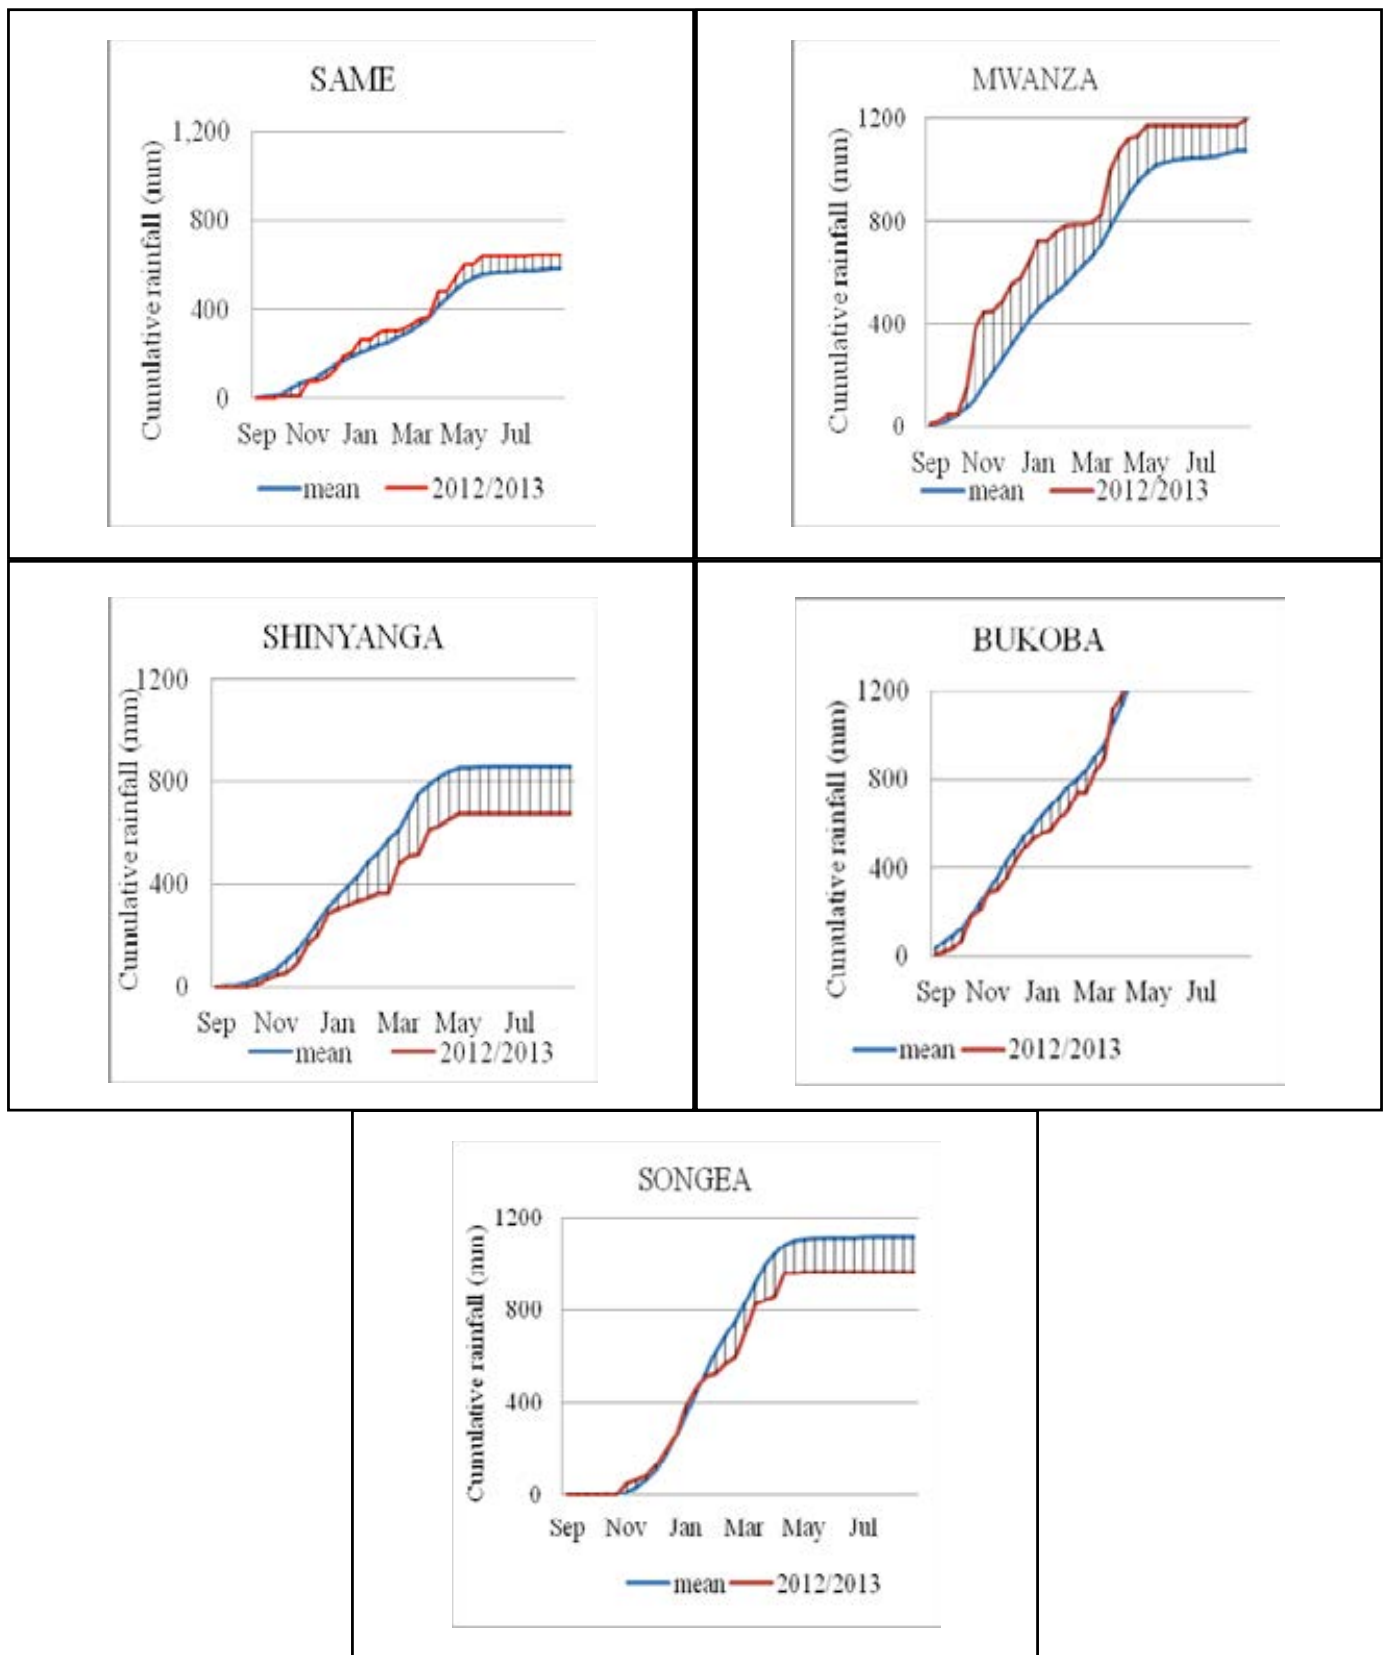 SAME
1,200
800
400
0
Cumulative rainfall (mm)
Sep Nov Jan Mar May Jul
mean 2012/2013
MWANZA
1200
800
400
0
Cumulative rainfall (mm)
Sep Nov Jan Mar May Jul
mean 2012/2013
SHINYANGA
1200
800
400
0
Cumulative rainfall (mm)
Sep Nov Jan Mar May Jul
mean 2012/2013
BUKOBA
1200
800
400
0
Cumulative rainfall (mm)
Sep Nov Jan Mar May Jul
mean 2012/2013
SONGEA
1200
800
400
0
Cumulative rainfall (mm)
Sep Nov Jan Mar May Jul
mean 2012/2013